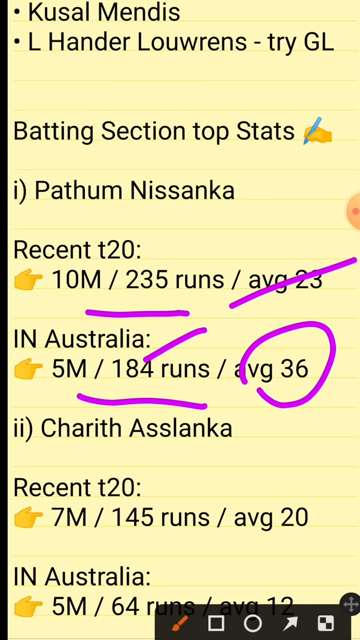 • Kusal Mendis
• L Hander Louwrens - try GL
Batting Section top Stats ✍️
i) Pathum Nissanka
Recent t20:
👉 10M / 235 runs / avg 23
IN Australia:
👉 5M / 184 runs / avg 36
ii) Charith Asslanka
Recent t20:
👉 7M / 145 runs / avg 20
IN Australia:
👉 5M / 64 runs / avg 12